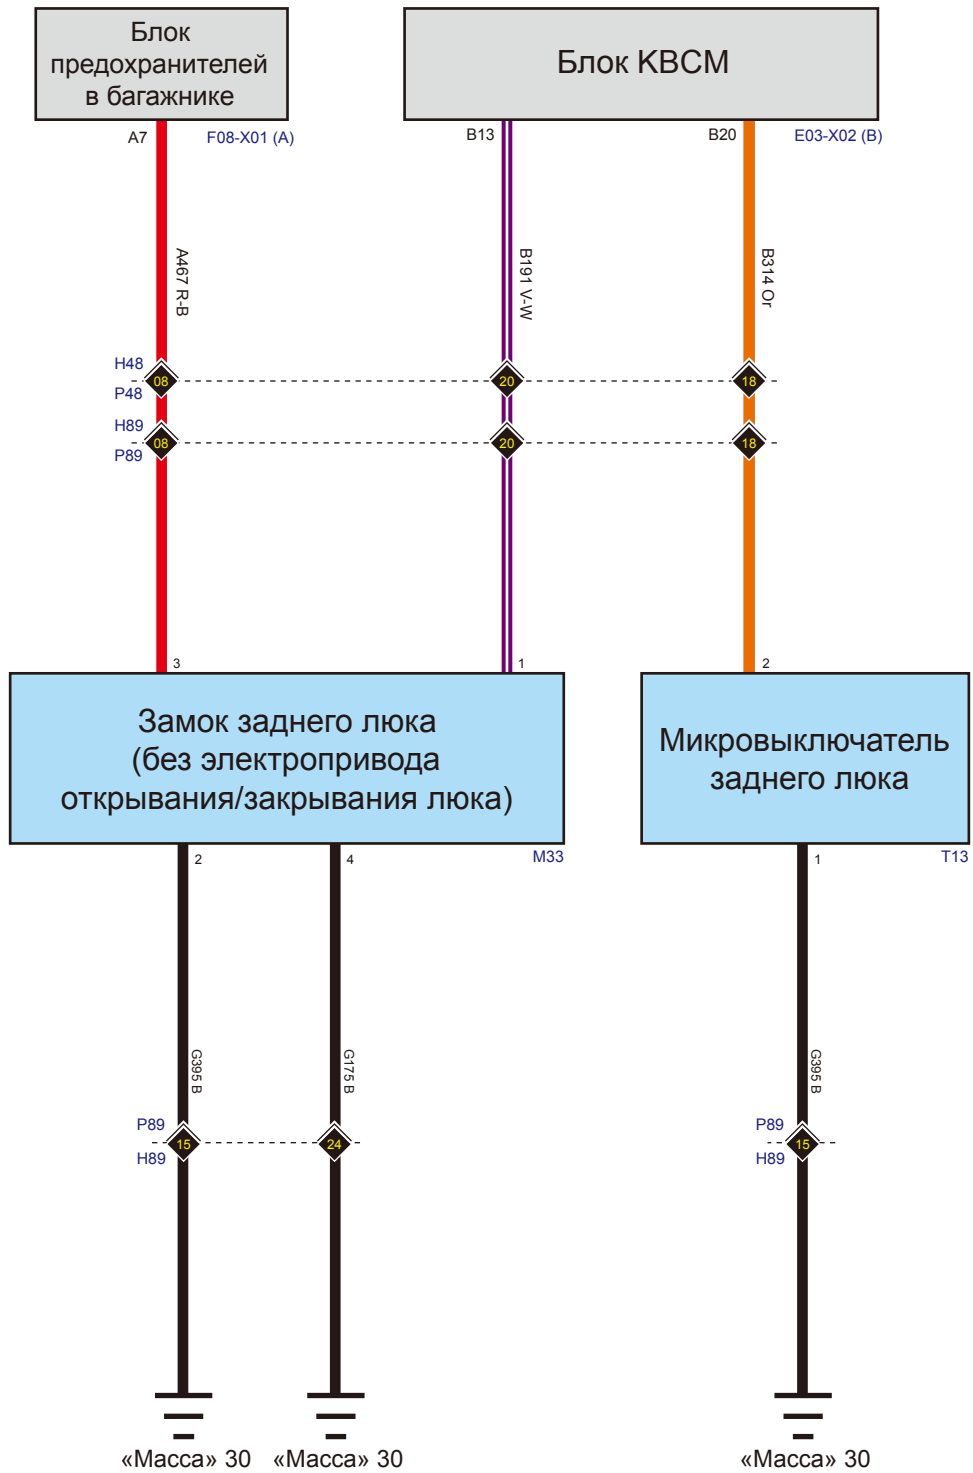 Блок
предохранителей
в багажнике
Блок KBCM
A7
F08-X01 (A)
B13
B20
E03-X02 (B)
A467 R-B
B191 V-W
B314 Or
H48
08
20
18
P48
H89
08
20
18
P89
3
1
2
Замок заднего люка
(без электропривода
открывания/закрывания люка)
Микровыключатель
заднего люка
2
4
M33
1
T13
G395 B
G175 B
G395 B
P89
15
24
H89
P89
15
H89
«Масса» 30
«Масса» 30
«Масса» 30